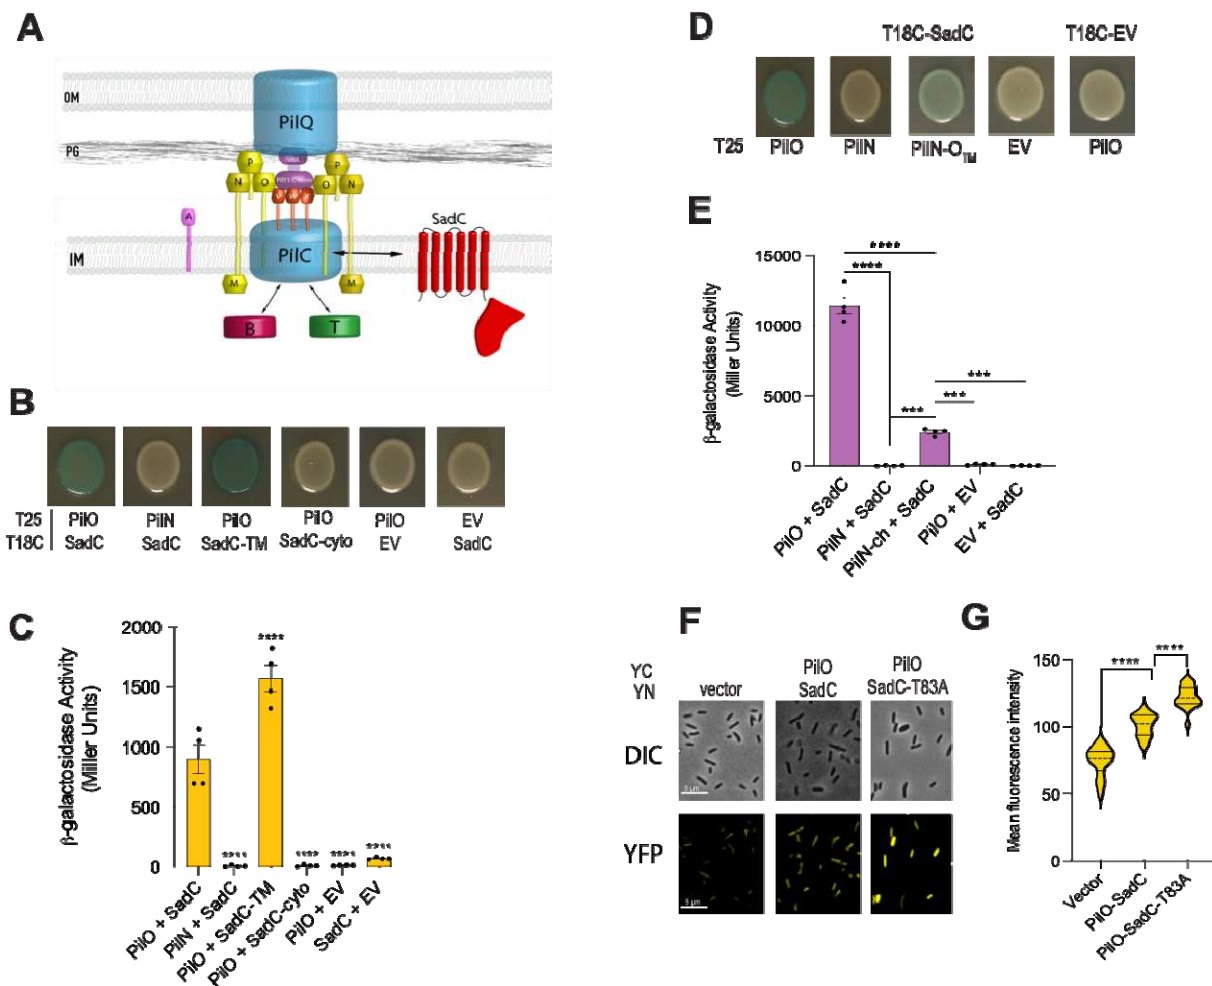 A
OM
PilQ
PG
P
P
N
O
O
N
A
SadC
IM
PilC
M
M
B
T
B
T25
PilO
PilN
PilO
PilO
PilO
EV
T18C
SadC
SadC
SadC-TM
SadC-cyto
EV
SadC
C
β-galactosidase Activity
(Miller Units)
2000
1500
1000
500
0
****
****
****
****
****
PilO + SadC
PilN + SadC
PilO + SadC-TM
PilO + SadC-cyto
PilO + EV
SadC + EV
D
T18C-SadC
T18C-EV
T25
PilO
PilN
PilN-OTM
EV
PilO
E
β-galactosidase Activity
(Miller Units)
15000
10000
5000
0
****
****
***
***
***
PilO + SadC
PilN + SadC
PilN-ch + SadC
PilO + EV
EV + SadC
F
YC
YN
vector
PilO
SadC
PilO
SadC-T83A
DIC
5 µm
YFP
5 µm
G
Mean fluorescence intensity
150
100
50
0
****
****
Vector
PilO-SadC
PilO-SadC-T83A